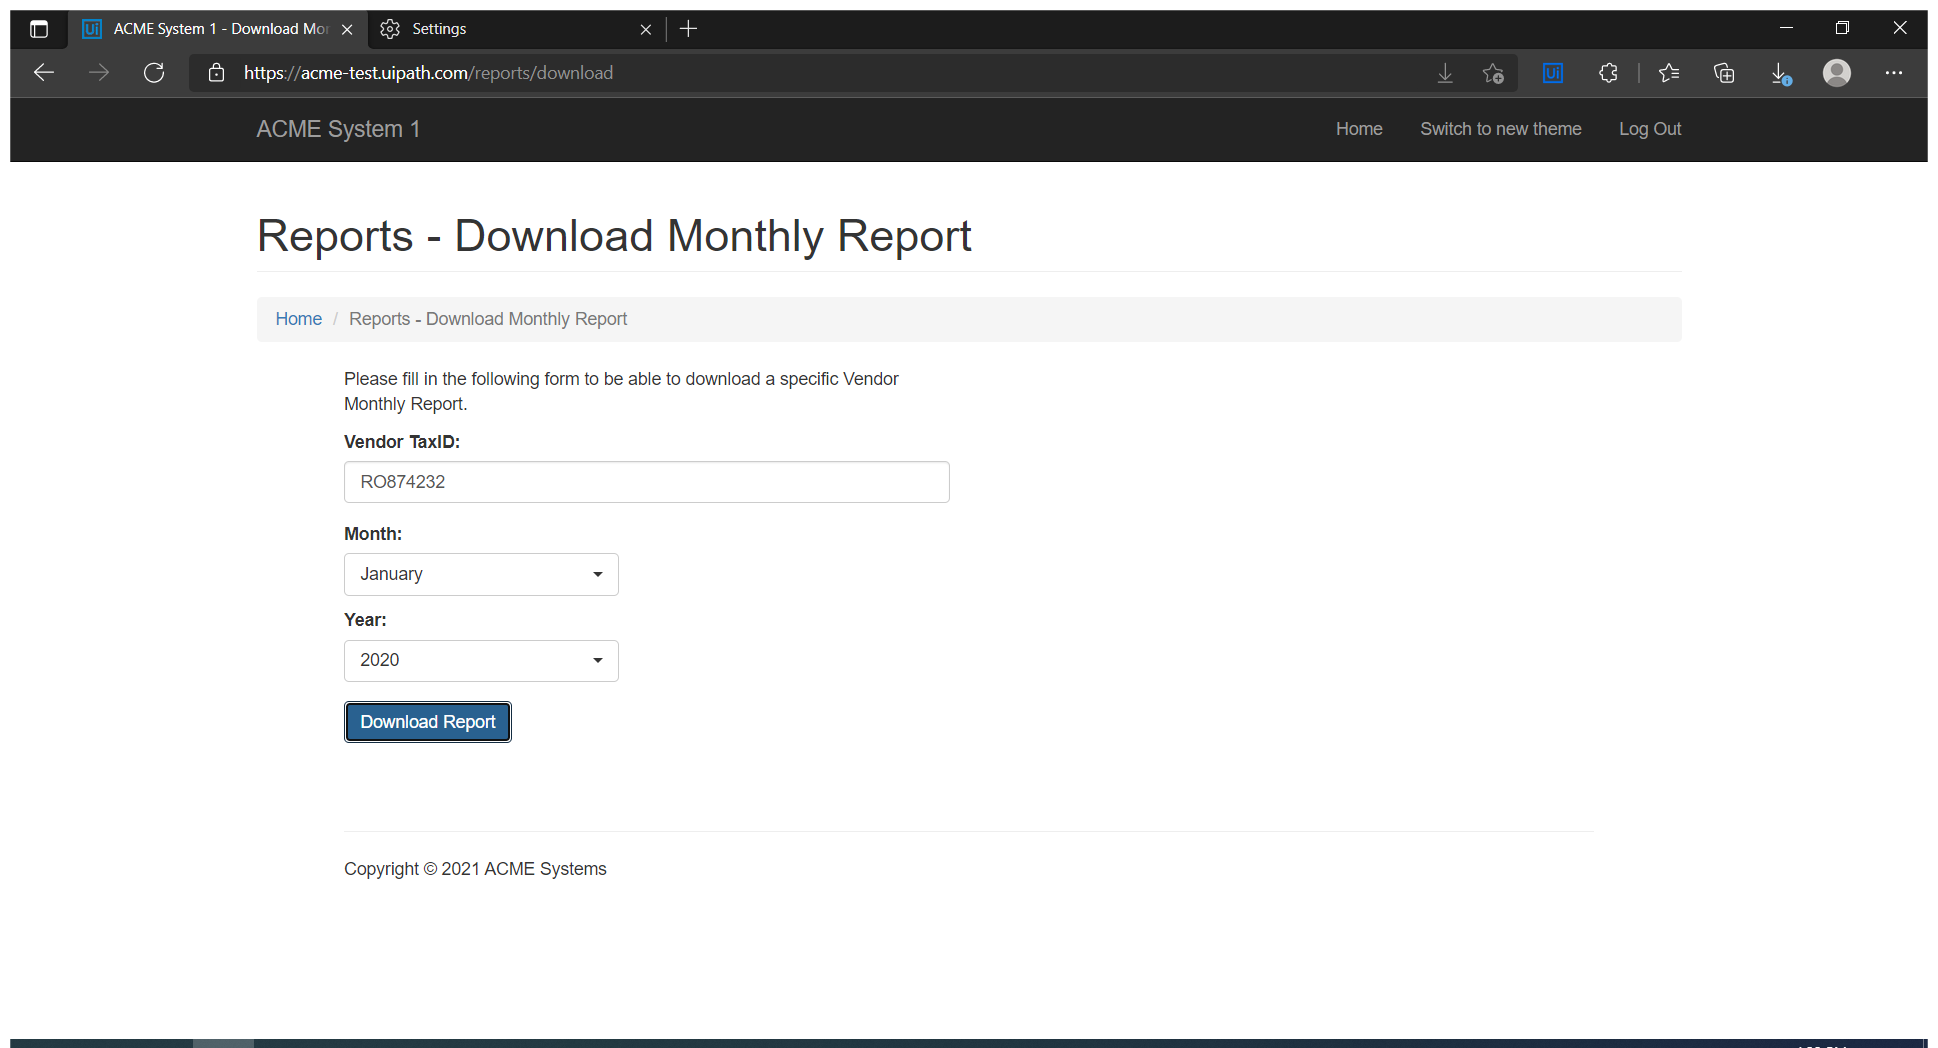 ACME System 1 - Download Mor
Settings
https://acme-test.uipath.com/reports/download
Ui
ACME System 1
Home
Switch to new theme
Log Out
Reports - Download Monthly Report
Home / Reports - Download Monthly Report
Please fill in the following form to be able to download a specific Vendor
Monthly Report.
Vendor TaxID:
RO874232
Month:
January
Year:
2020
Download Report
Copyright © 2021 ACME Systems